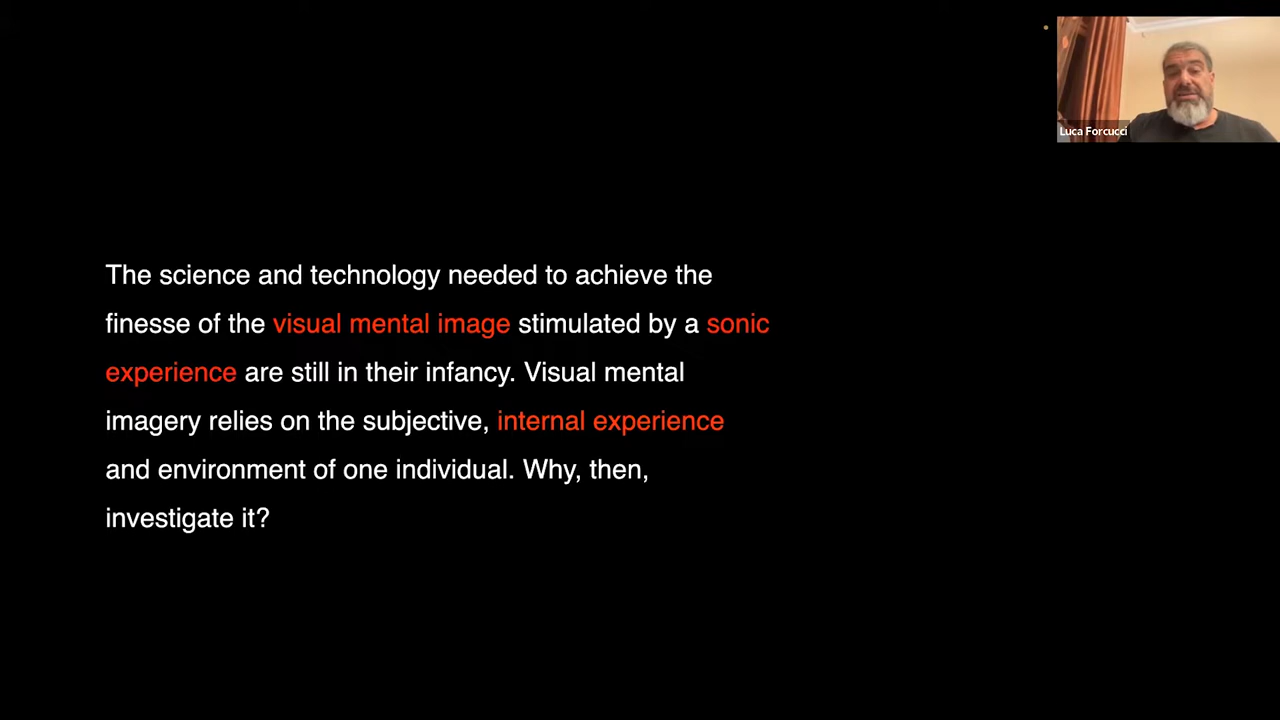 Luca Forcucci
The science and technology needed to achieve the
finesse of the visual mental image stimulated by a sonic
experience are still in their infancy. Visual mental
imagery relies on the subjective, internal experience
and environment of one individual. Why, then,
investigate it?